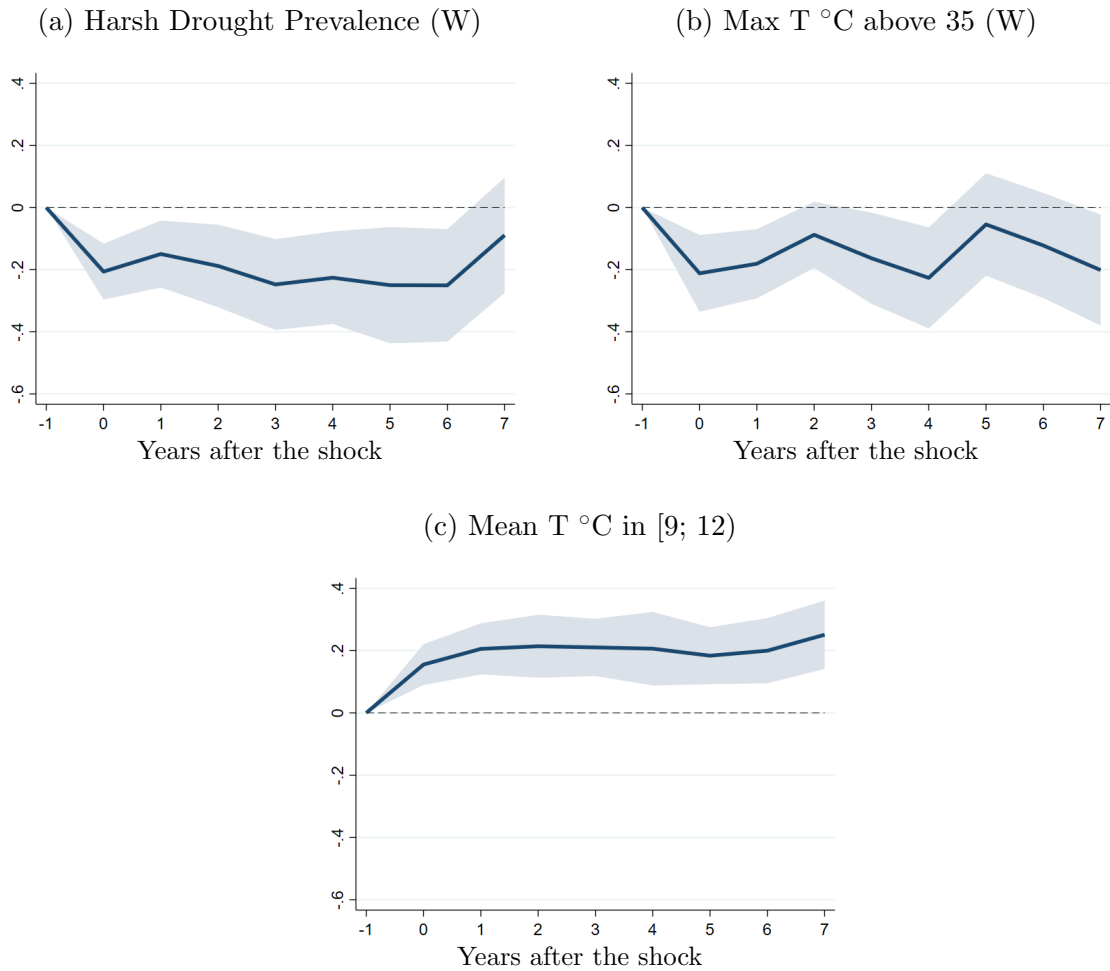 (a) Harsh Drought Prevalence (W)
.4
.2
0
-.2
-.4
-.6
-1 0 1 2 3 4 5 6 7
Years after the shock
(b) Max T °C above 35 (W)
.4
.2
0
-.2
-.4
-.6
-1 0 1 2 3 4 5 6 7
Years after the shock
(c) Mean T °C in [9; 12)
.4
.2
0
-.2
-.4
-.6
-1 0 1 2 3 4 5 6 7
Years after the shock